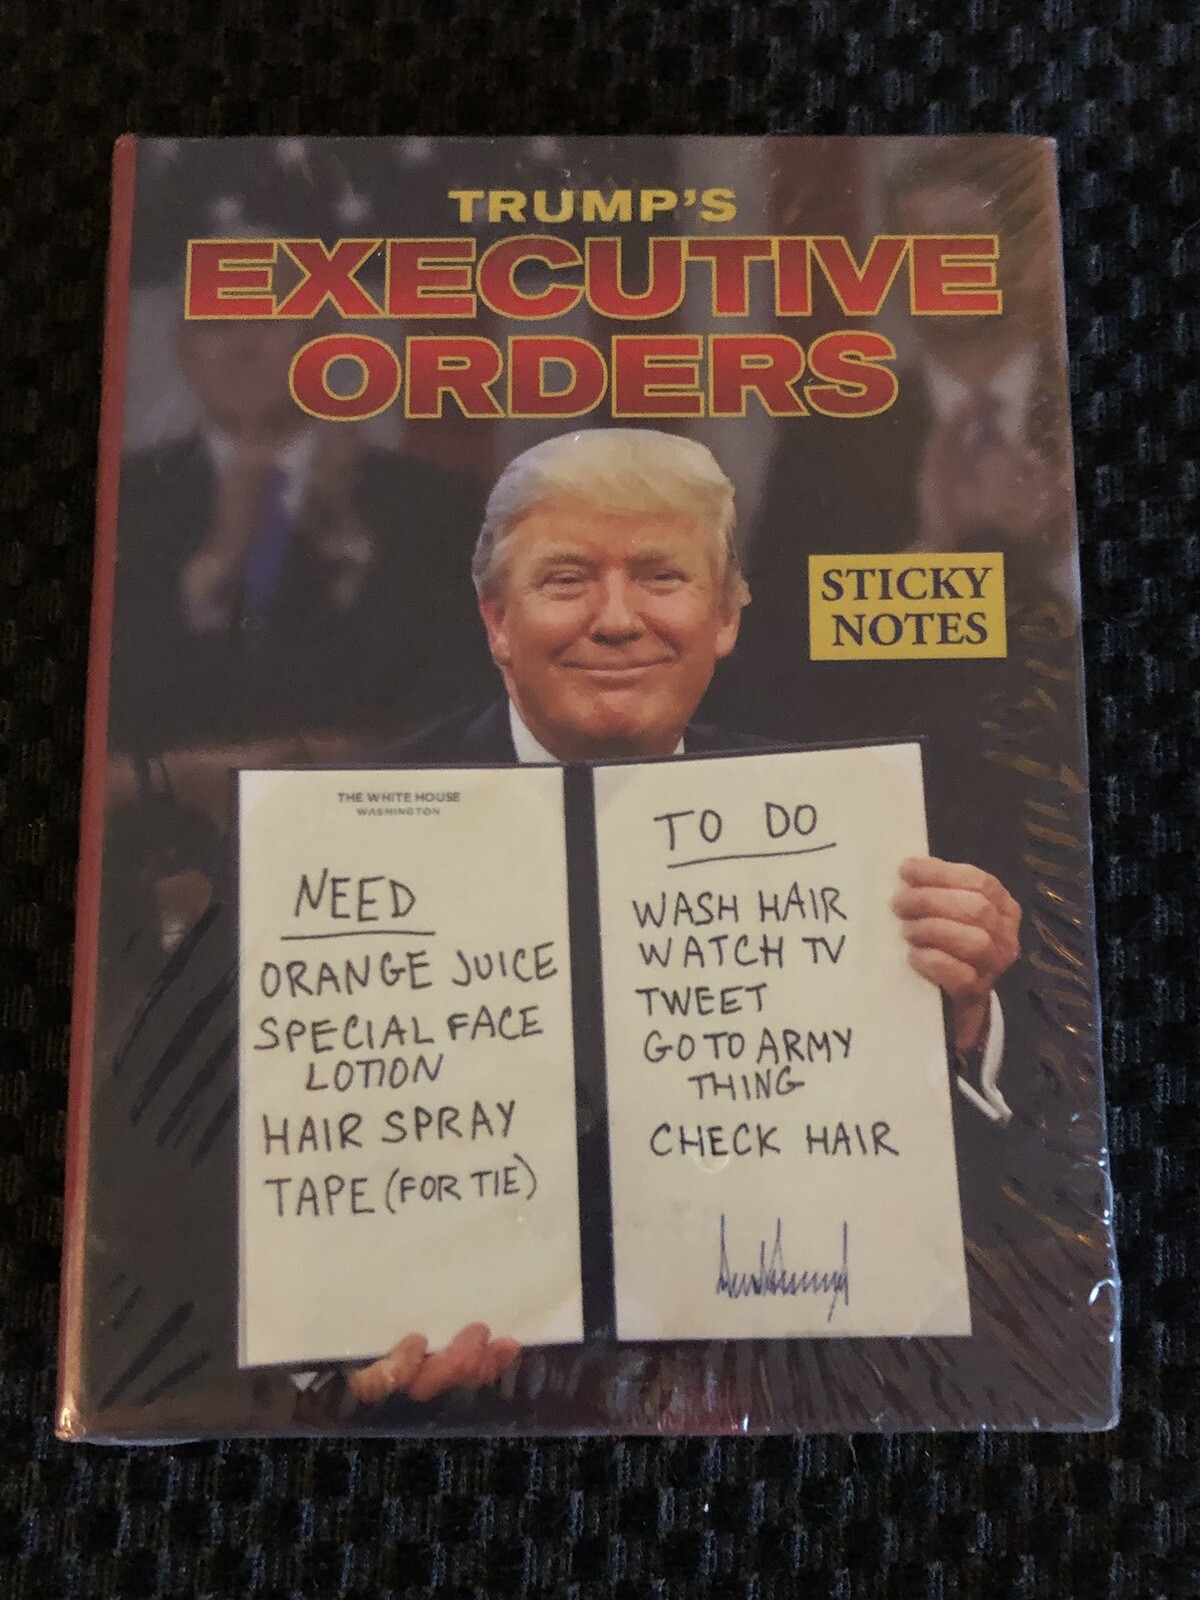 TRUMP'S
EXECUTIVE
ORDERS
STICKY
NOTES
THE WHITE HOUSE
WASHINGTON
NEED
ORANGE JUICE
SPECIAL FACE
LOTION
HAIR SPRAY
TAPE (FOR TIE)
TO DO
WASH HAIR
WATCH TV
TWEET
GO TO ARMY
THING
CHECK HAIR